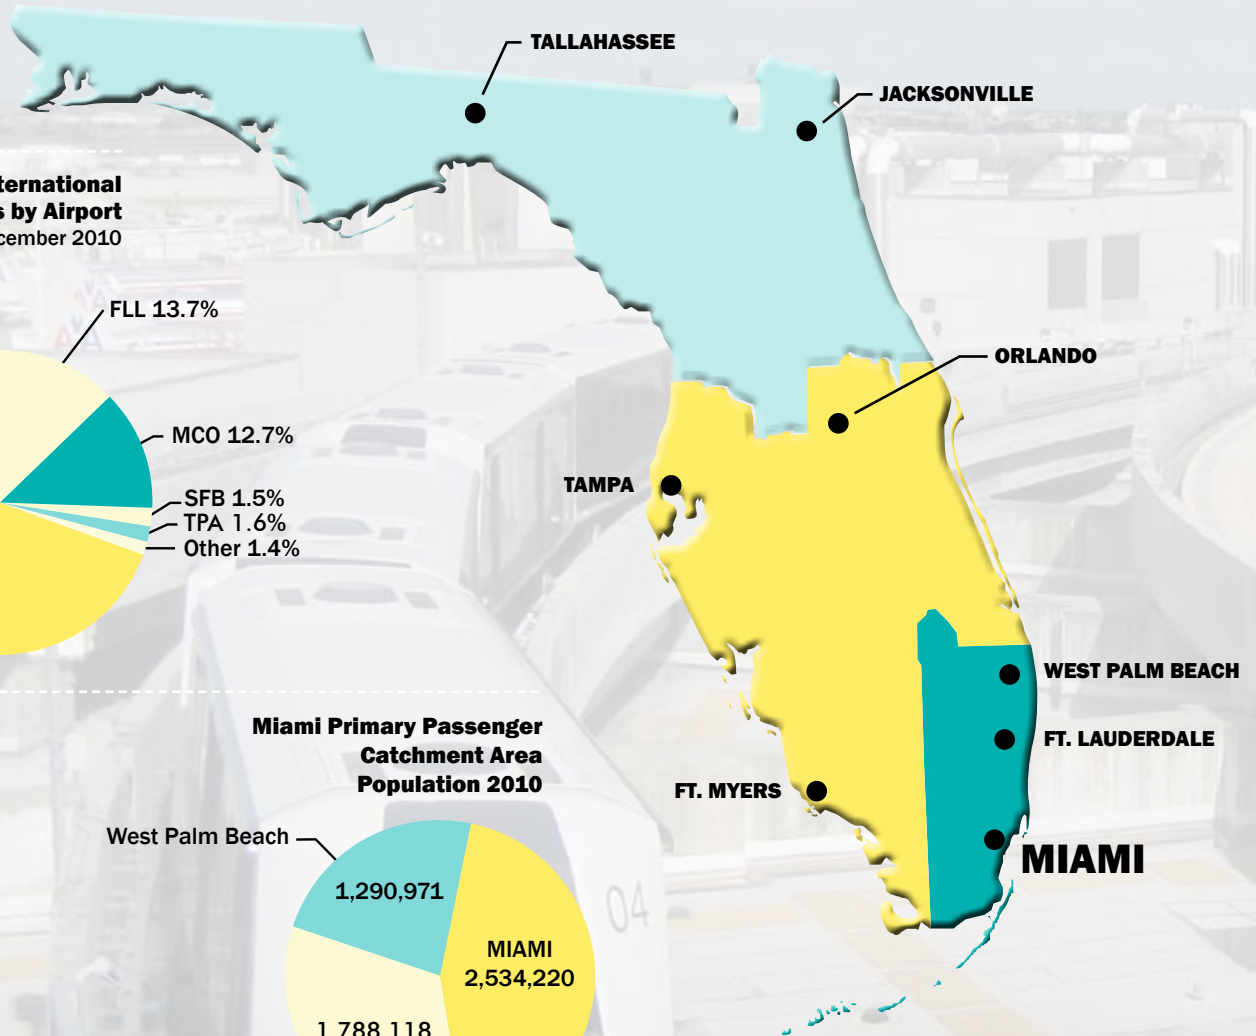 TALLAHASSEE
JACKSONVILLE
ternational
s by Airport
cember 2010
FLL 13.7%
ORLANDO
MCO 12.7%
TAMPA
SFB 1.5%
TPA 1.6%
Other 1.4%
WEST PALM BEACH
FT. LAUDERDALE
FT. MYERS
MIAMI
Miami Primary Passenger
Catchment Area
Population 2010
West Palm Beach
1,290,971
MIAMI
2,534,220
1,788,118
04